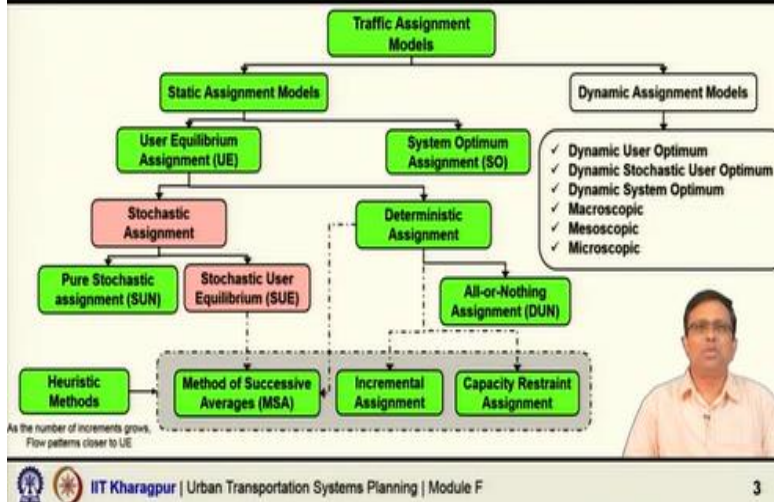 Traffic Assignment
Models
Static Assignment Models
Dynamic Assignment Models
User Equilibrium
Assignment (UE)
System Optimum
Assignment (SO)
✓ Dynamic User Optimum
✓ Dynamic Stochastic User Optimum
✓ Dynamic System Optimum
✓ Macroscopic
✓ Mesoscopic
✓ Microscopic
Stochastic
Assignment
Deterministic
Assignment
Pure Stochastic
assignment (SUN)
Stochastic User
Equilibrium (SUE)
All-or-Nothing
Assignment (DUN)
Heuristic
Methods
Method of Successive
Averages (MSA)
Incremental
Assignment
Capacity Restraint
Assignment
As the number of increments grows,
Flow patterns closer to UE
IIT Kharagpur | Urban Transportation Systems Planning | Module F
3